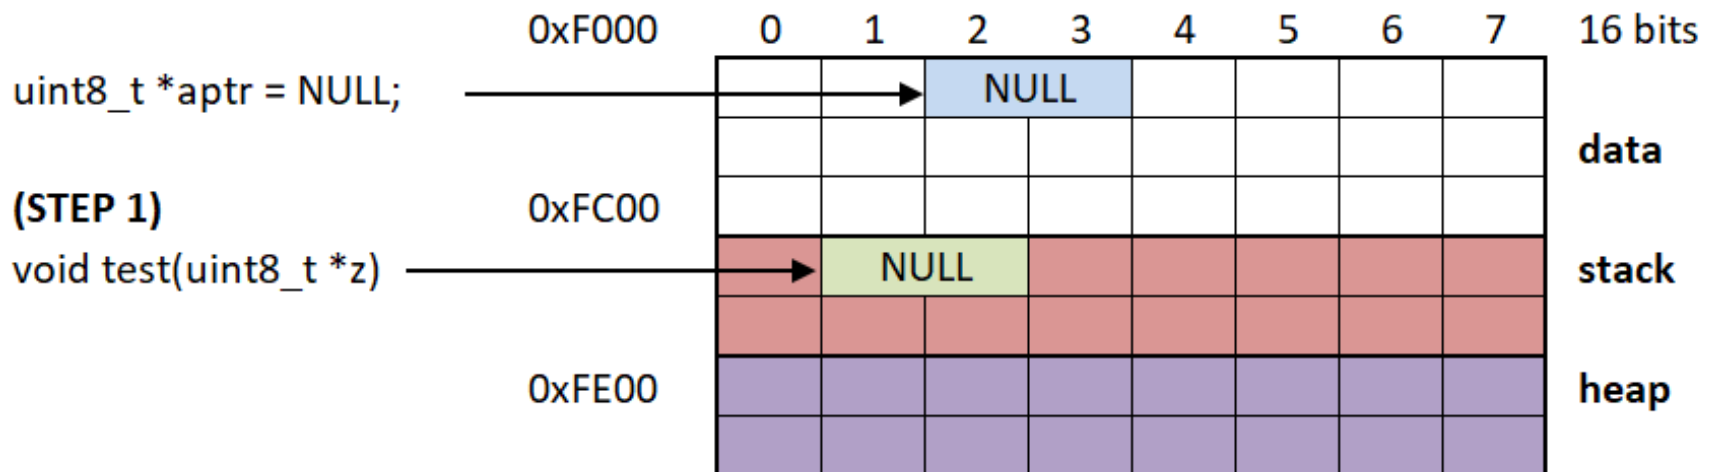 0xF000 0 1 2 3 4 5 6 7 16 bits
uint8_t *aptr = NULL; NULL
data
(STEP 1) 0xFC00
void test(uint8_t *z) NULL stack
0xFE00 heap